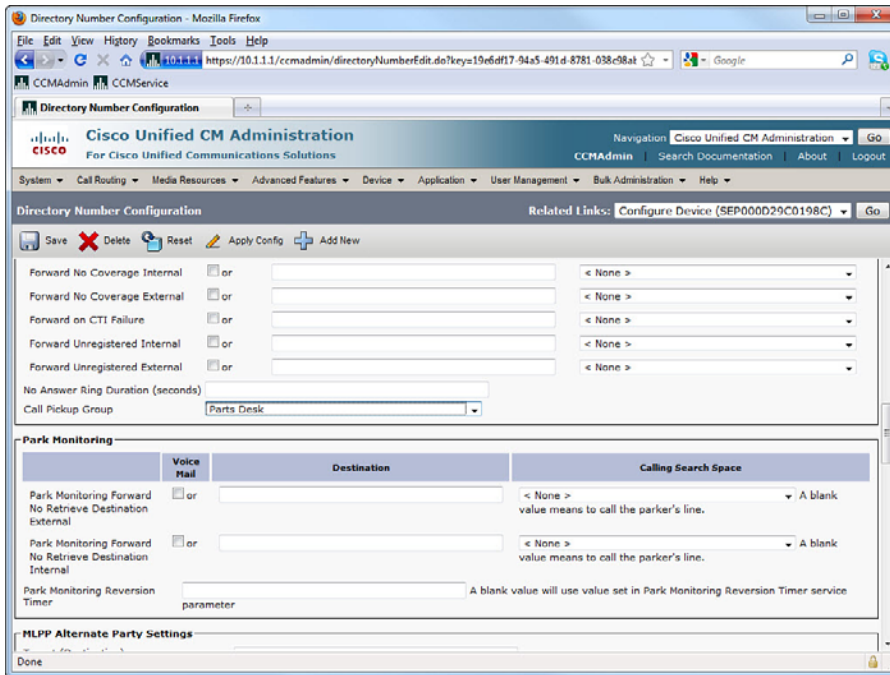 Directory Number Configuration - Mozilla Firefox
File Edit View History Bookmarks Tools Help
10.1.1.1 https://10.1.1.1/ccmadmin/directoryNumberEdit.do?key=19e6df17-94a5-491d-8781-038c98ab
Google
CCMAdmin CCMService
Directory Number Configuration
cisco
Cisco Unified CM Administration
For Cisco Unified Communications Solutions
Navigation Cisco Unified CM Administration Go
CCMAdmin | Search Documentation | About | Logout
System Call Routing Media Resources Advanced Features Device Application User Management Bulk Administration Help
Directory Number Configuration
Related Links: Configure Device (SEP000D29C0198C) Go
Save Delete Reset Apply Config Add New
Forward No Coverage Internal or < None >
Forward No Coverage External or < None >
Forward on CTI Failure or < None >
Forward Unregistered Internal or < None >
Forward Unregistered External or < None >
No Answer Ring Duration (seconds)
Call Pickup Group Parts Desk
Park Monitoring
Voice Mail
Destination
Calling Search Space
Park Monitoring Forward No Retrieve Destination External or < None > A blank value means to call the parker's line.
Park Monitoring Forward No Retrieve Destination Internal or < None > A blank value means to call the parker's line.
Park Monitoring Reversion Timer A blank value will use value set in Park Monitoring Reversion Timer service parameter
MLPP Alternate Party Settings
Done